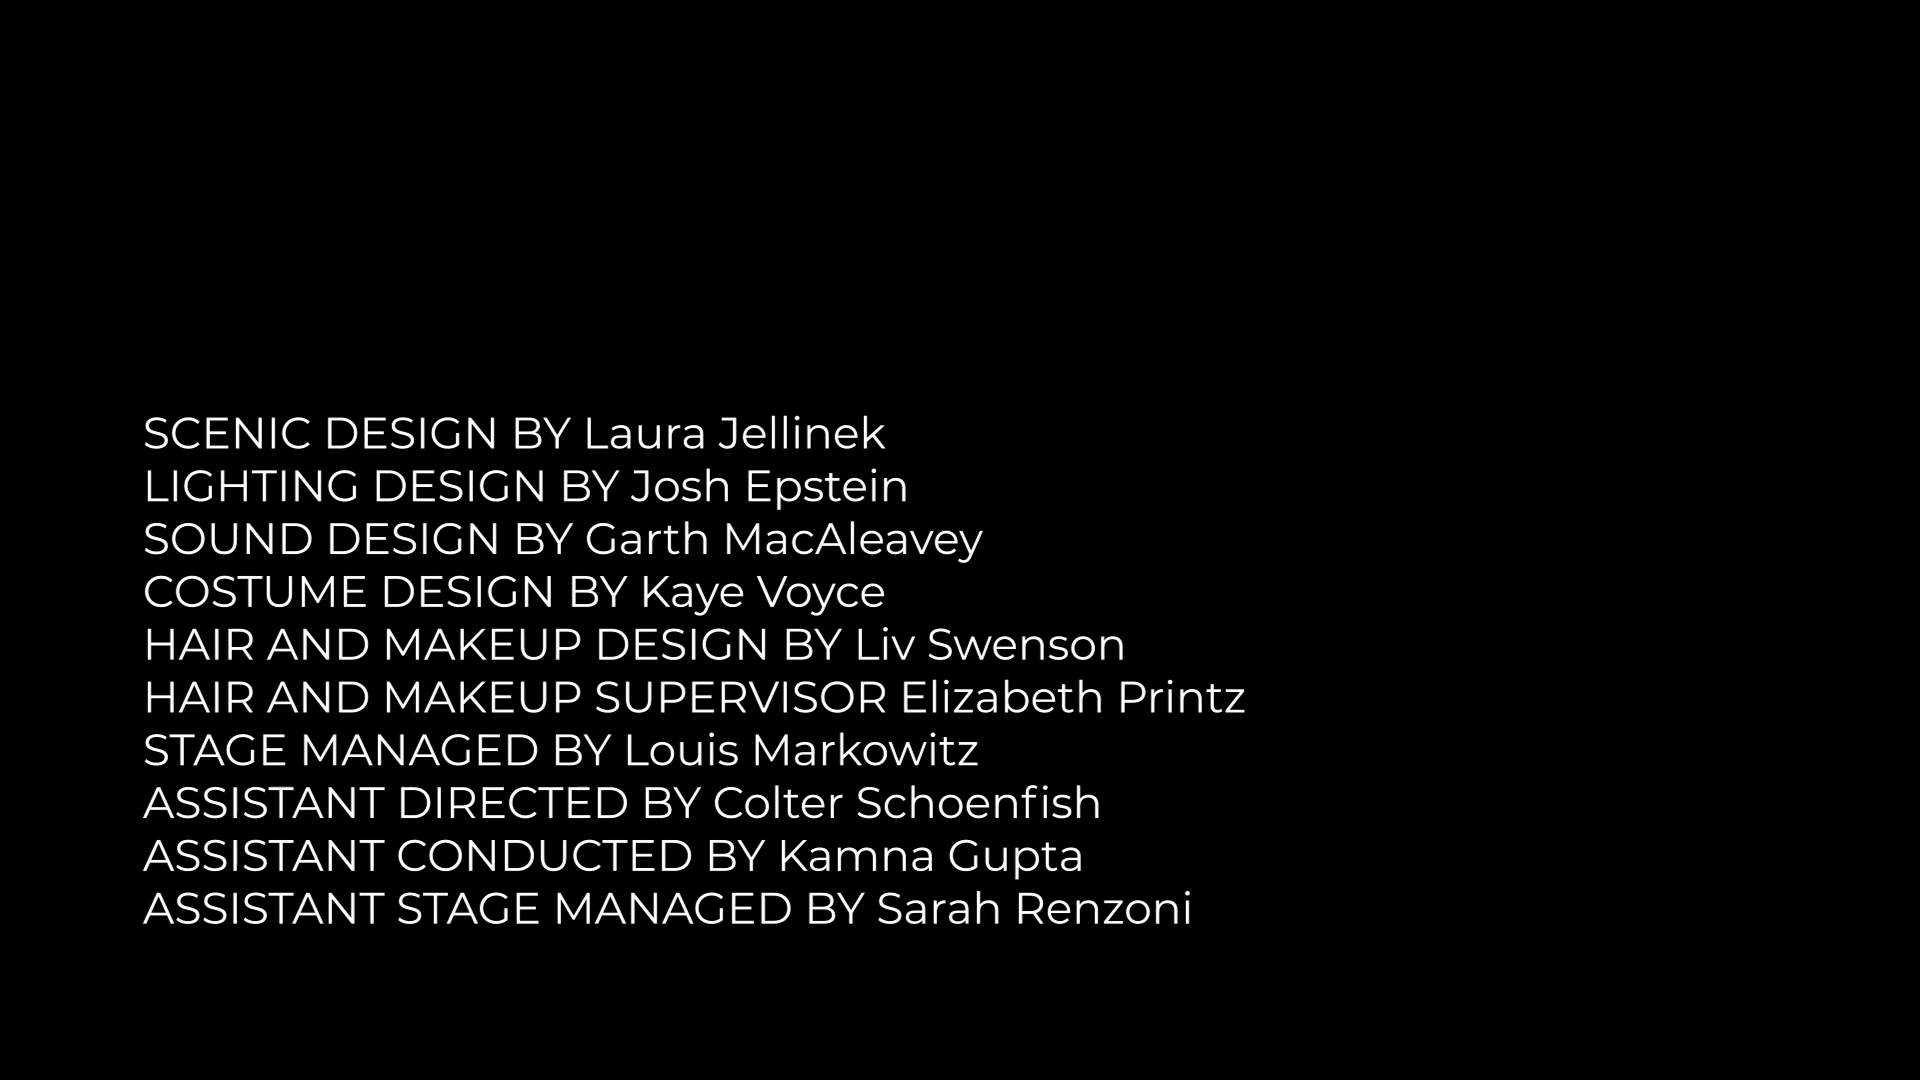 SCENIC DESIGN BY Laura Jellinek
LIGHTING DESIGN BY Josh Epstein
SOUND DESIGN BY Garth MacAleavey
COSTUME DESIGN BY Kaye Voyce
HAIR AND MAKEUP DESIGN BY Liv Swenson
HAIR AND MAKEUP SUPERVISOR Elizabeth Printz
STAGE MANAGED BY Louis Markowitz
ASSISTANT DIRECTED BY Colter Schoenfish
ASSISTANT CONDUCTED BY Kamna Gupta
ASSISTANT STAGE MANAGED BY Sarah Renzoni